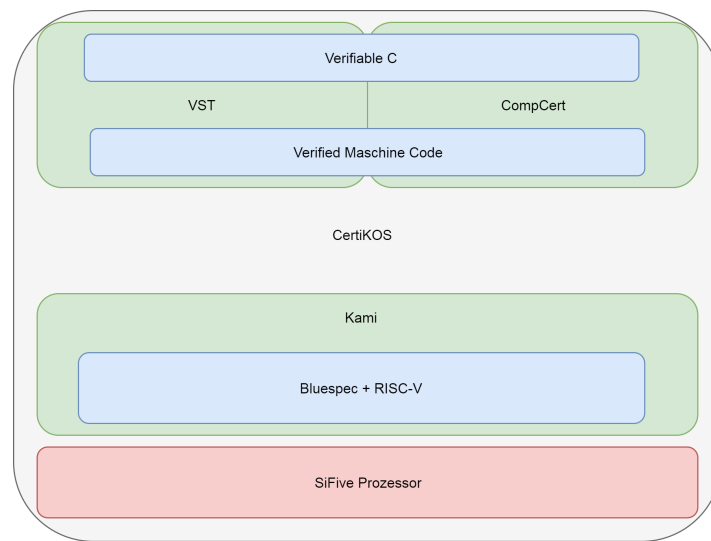 Verifiable C
VST
CompCert
Verified Maschine Code
CertiKOS
Kami
Bluespec + RISC-V
SiFive Prozessor